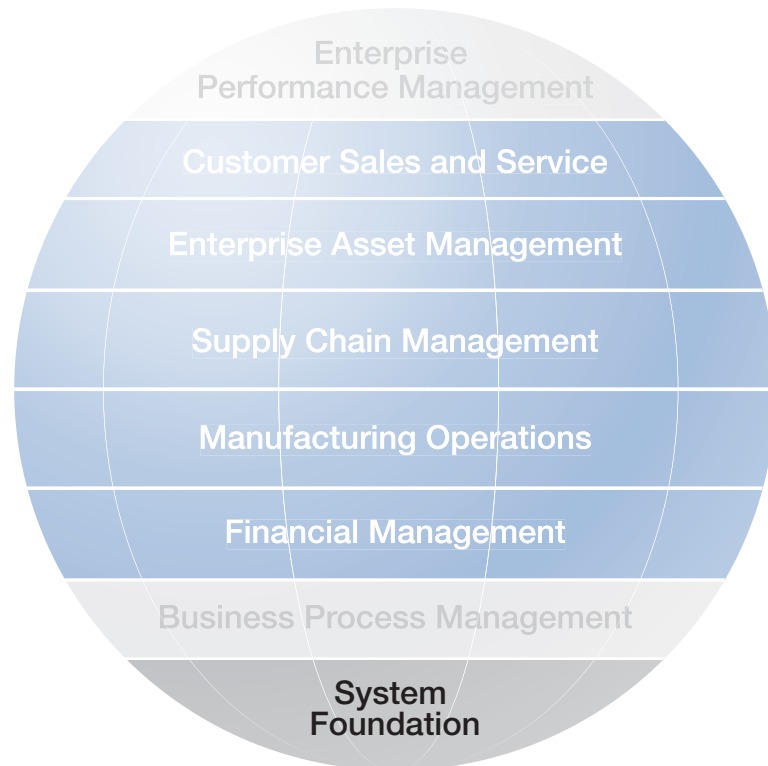 Enterprise
Performance Management
Customer Sales and Service
Enterprise Asset Management
Supply Chain Management
Manufacturing Operations
Financial Management
Business Process Management
System
Foundation